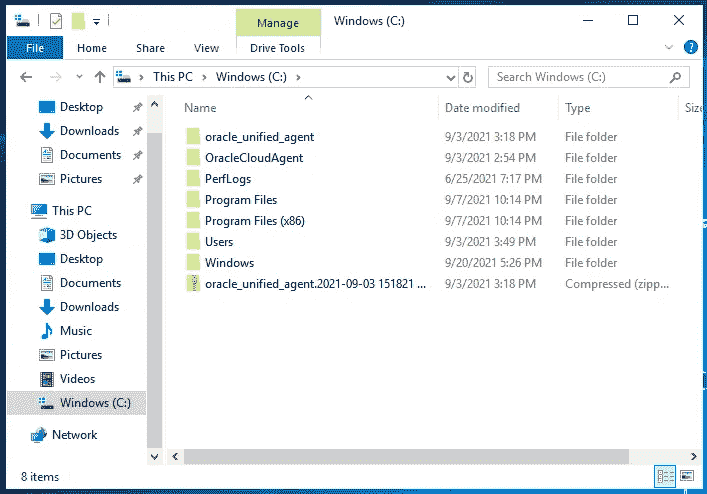 Manage
Windows (C:)
File
Home
Share
View
Drive Tools
This PC
Windows (C:)
Search Windows (C:)
Desktop
Downloads
Documents
Pictures
This PC
3D Objects
Desktop
Documents
Downloads
Music
Pictures
Videos
Windows (C:)
Network
Name Date modified Type Size
oracle_unified_agent 9/3/2021 3:18 PM File folder
OracleCloudAgent 9/3/2021 2:54 PM File folder
PerfLogs 6/25/2021 7:17 PM File folder
Program Files 9/7/2021 10:14 PM File folder
Program Files (x86) 9/7/2021 10:14 PM File folder
Users 9/3/2021 3:49 PM File folder
Windows 9/20/2021 5:26 PM File folder
oracle_unified_agent.2021-09-03 151821 ... 9/3/2021 3:18 PM Compressed (zipp...
8 items